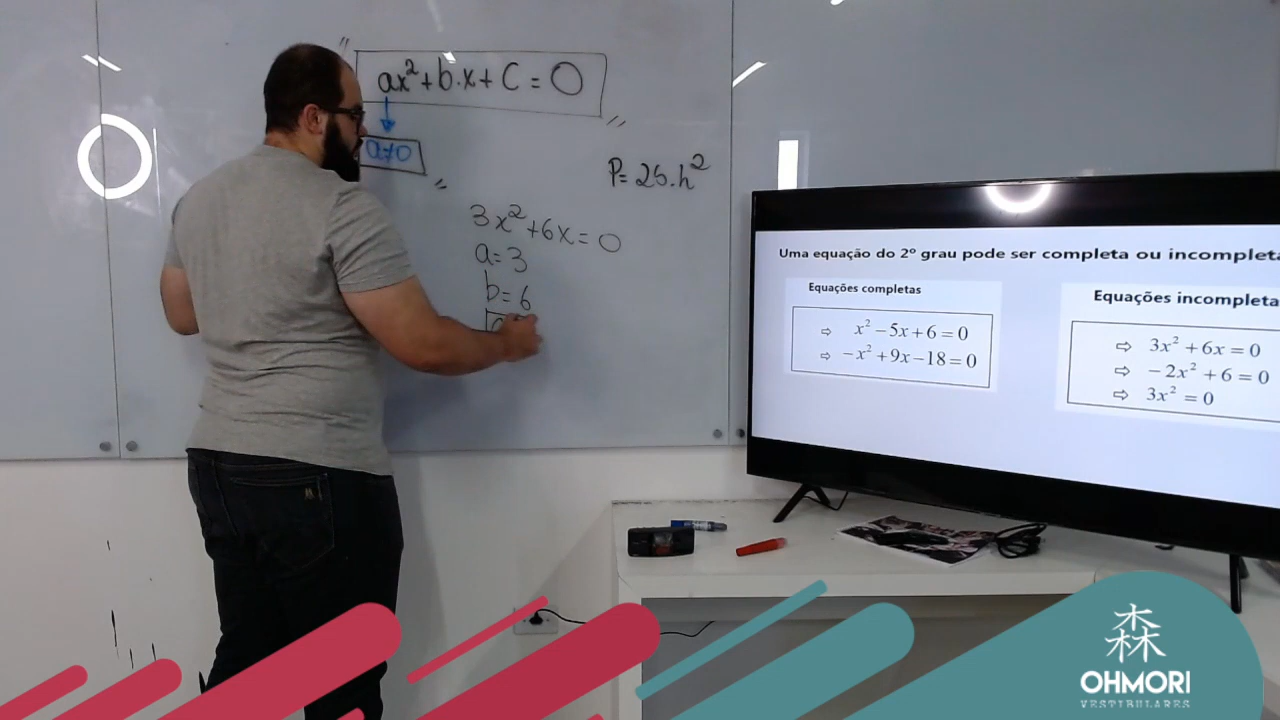 ax²+b.x+C=0
a≠0
P=25.h²
3x²+6x=0
a=3
b=6
Uma equação do 2º grau pode ser completa ou incompleta
Equações completas
⇨ x²−5x+6=0
⇨ −x²+9x−18=0
Equações incompleta
⇨ 3x²+6x=0
⇨ −2x²+6=0
⇨ 3x²=0
森
OHMORI
VESTIBULARES